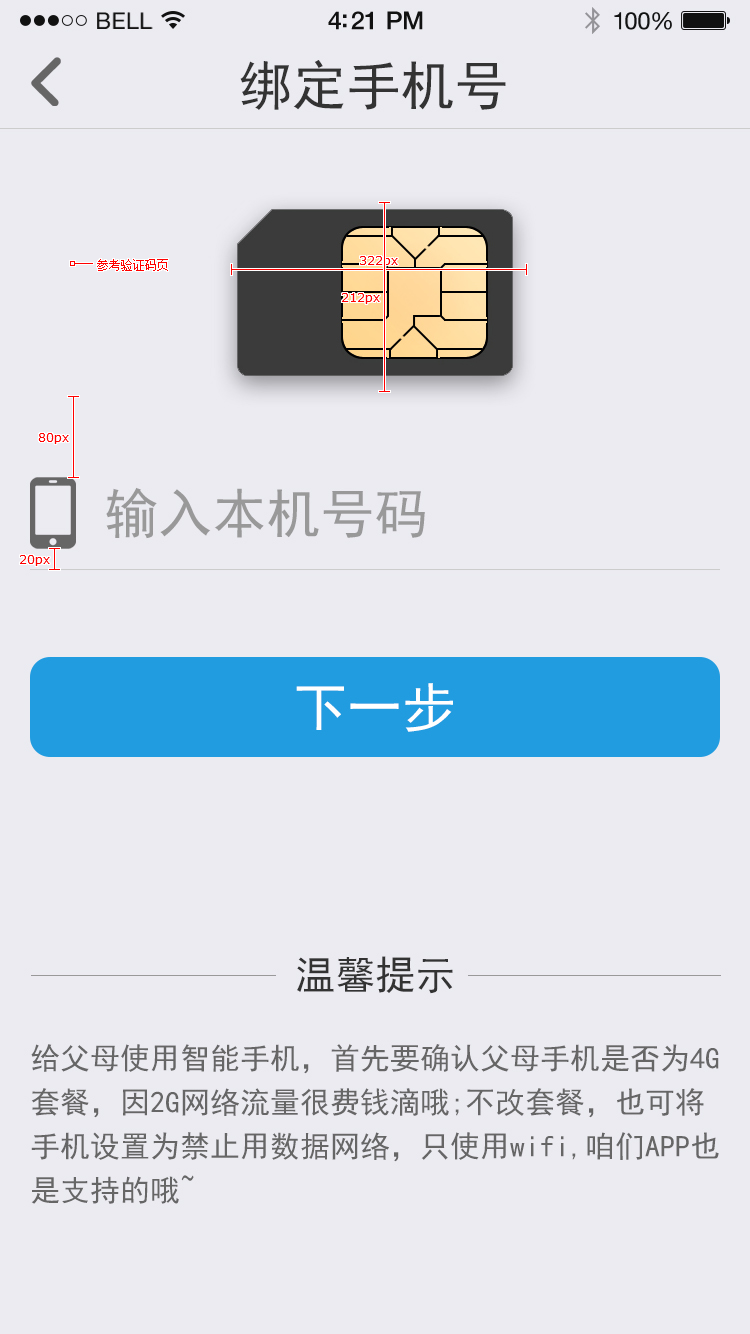 BELL 4:21 PM 100%
绑定手机号
参考验证码页
322px
212px
80px
输入本机号码
20px
下一步
温馨提示
给父母使用智能手机，首先要确认父母手机是否为4G
套餐，因2G网络流量很费钱滴哦;不改套餐，也可将
手机设置为禁止用数据网络，只使用wifi,咱们APP也
是支持的哦~